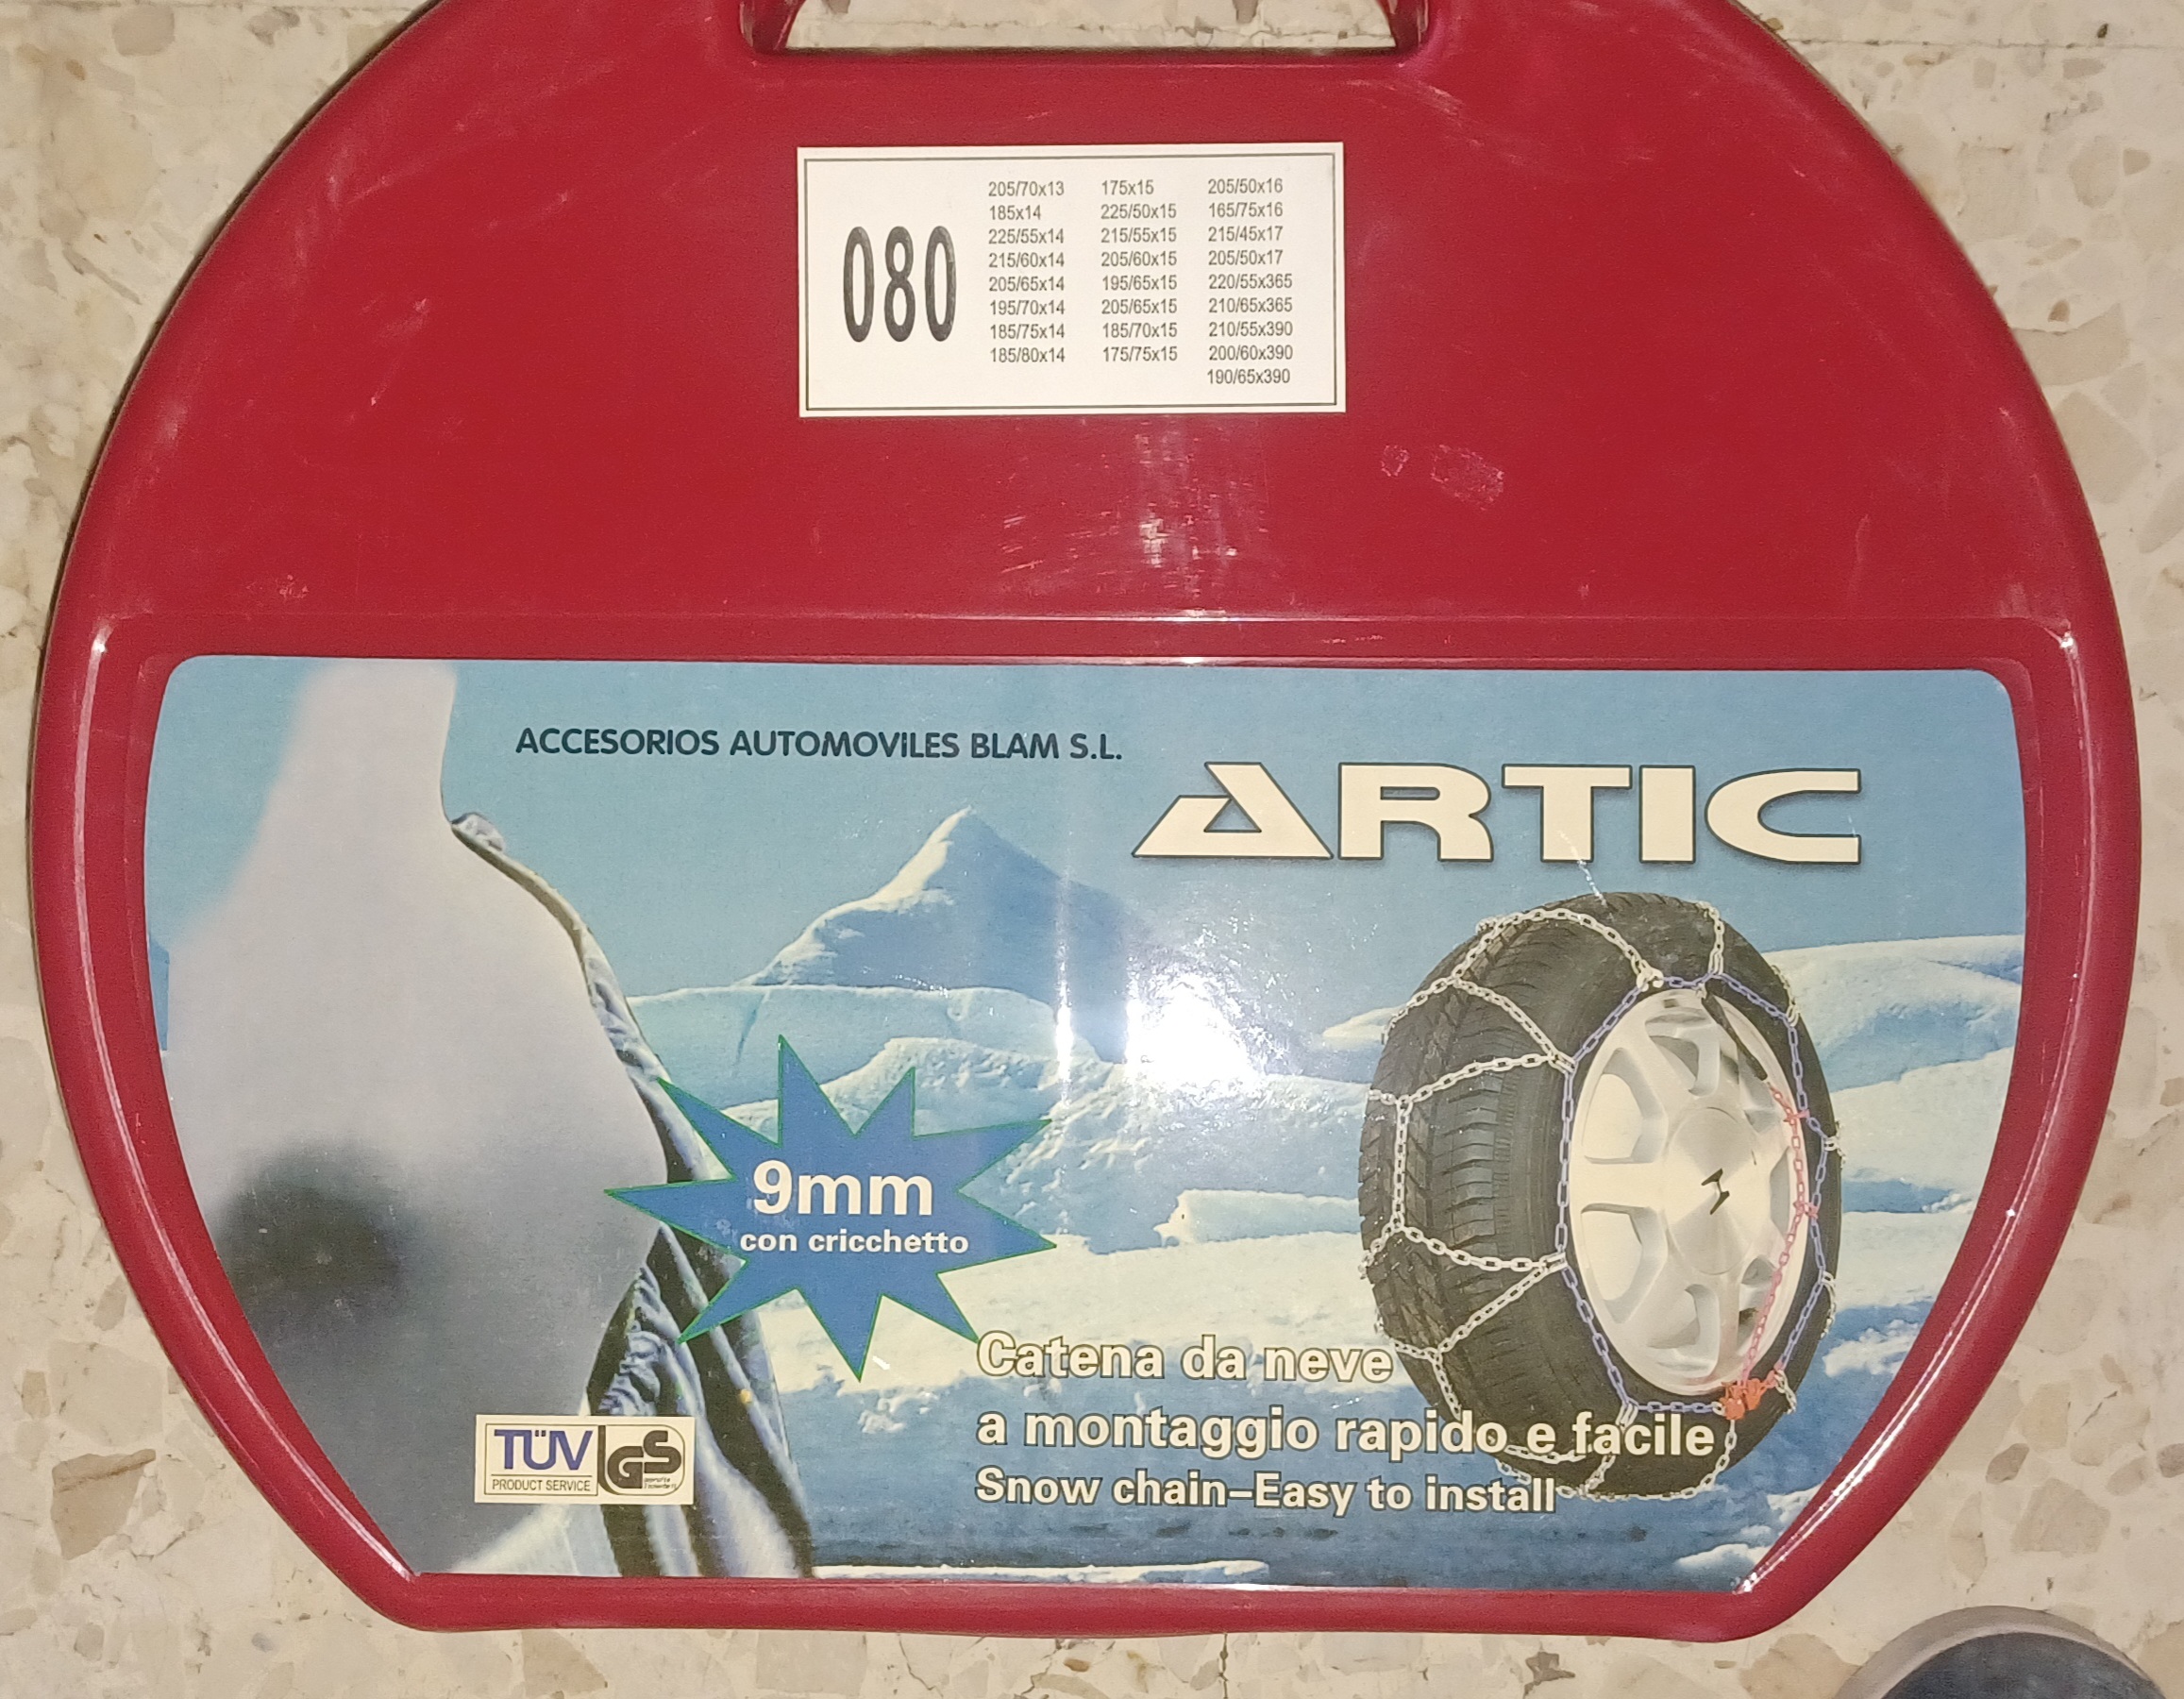 080
205/70x13 175x15 205/50x16
185x14 225/50x15 165/75x16
225/55x14 215/55x15 215/45x17
215/60x14 205/60x15 205/50x17
205/65x14 195/65x15 220/55x365
195/70x14 205/65x15 210/65x365
185/75x14 185/70x15 210/55x390
185/80x14 175/75x15 200/60x390
190/65x390
ACCESORIOS AUTOMOViLES BLAM S.L.
ARTIC
9mm
con cricchetto
Catena da neve
a montaggio rapido e facile
Snow chain–Easy to install
TÜV
PRODUCT SERVICE
GS